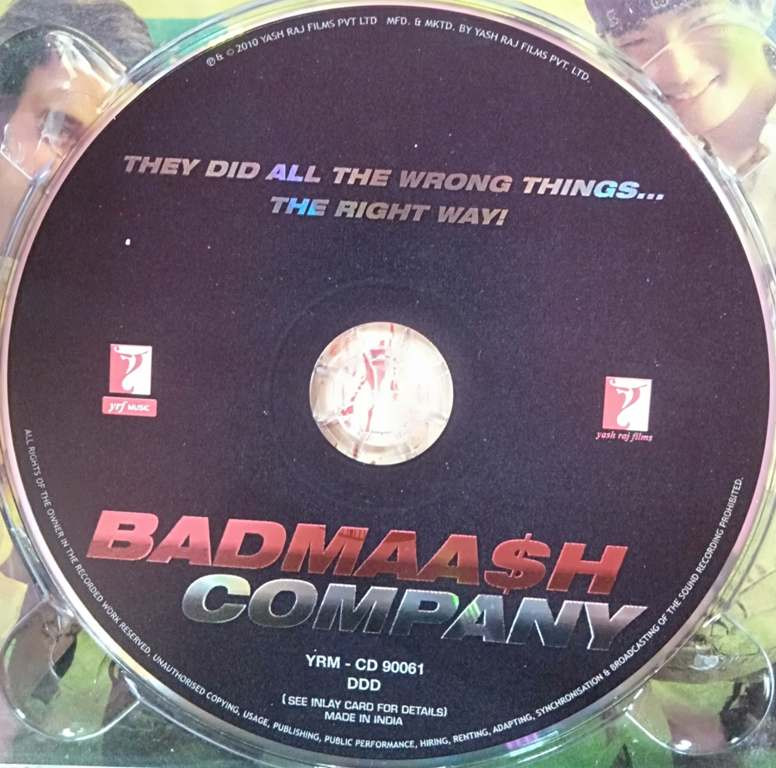 ℗ & © 2010 YASH RAJ FILMS PVT LTD MFD. & MKTD. BY YASH RAJ FILMS PVT. LTD.
THEY DID ALL THE WRONG THINGS...
THE RIGHT WAY!
yrf MUSIC
yash raj films
BADMAA$H
COMPANY
YRM - CD 90061
DDD
(SEE INLAY CARD FOR DETAILS)
MADE IN INDIA
ALL RIGHTS OF THE OWNER IN THE RECORDED WORK RESERVED, UNAUTHORISED COPYING, USAGE, PUBLISHING, PUBLIC PERFORMANCE, HIRING, RENTING, ADAPTING, SYNCHRONISATION & BROADCASTING OF THE SOUND RECORDING PROHIBITED.